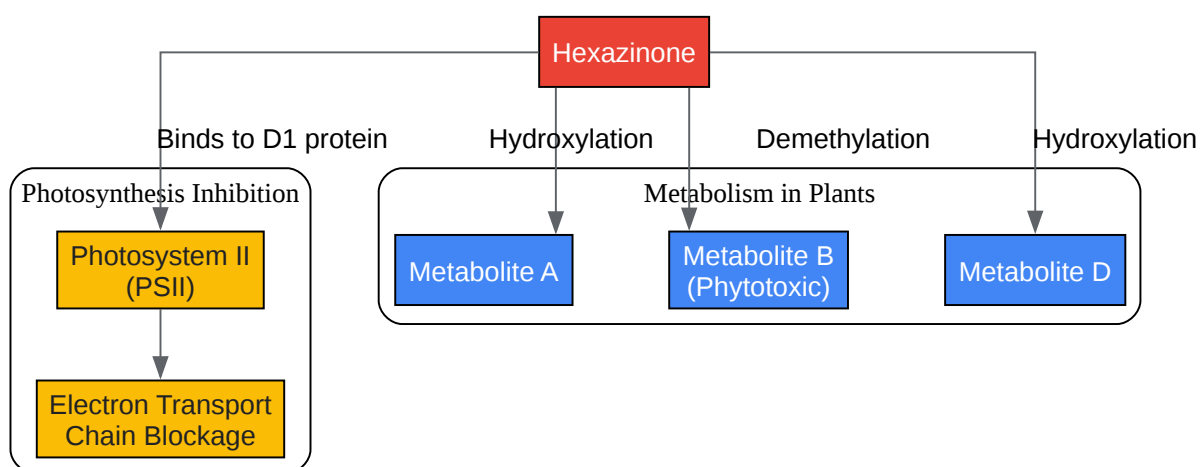 Hexazinone
Binds to D1 protein
Hydroxylation
Demethylation
Hydroxylation
Photosynthesis Inhibition
Metabolism in Plants
Photosystem II
(PSII)
Metabolite A
Metabolite B
(Phytotoxic)
Metabolite D
Electron Transport
Chain Blockage